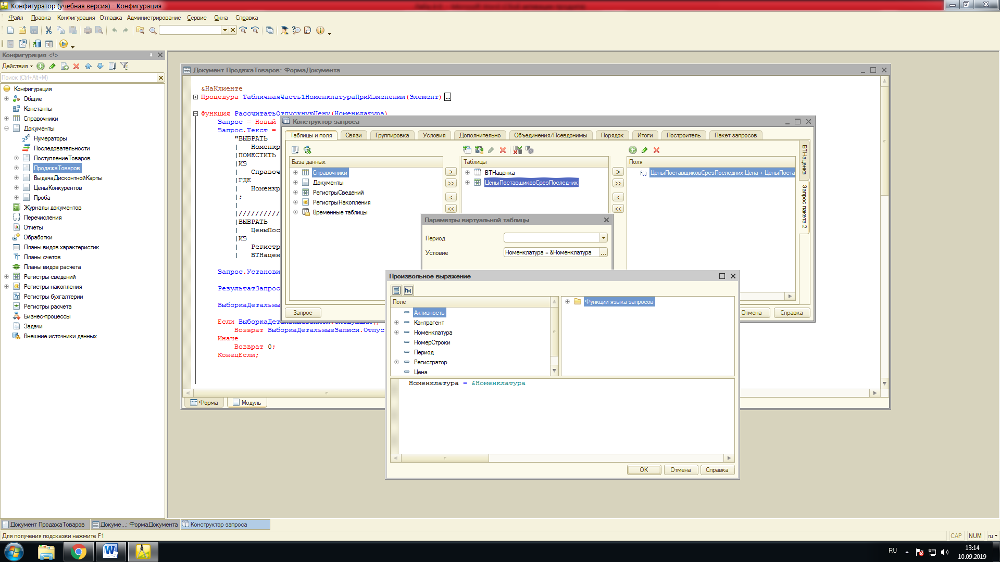 Конфигуратор (учебная версия) - Конфигурация
Файл Правка Конфигурация Отладка Администрирование Сервис Окна Справка
Конфигурация <!>
Действия
Поиск (Ctrl+Alt+M)
Конфигурация
Общие
Константы
Справочники
Документы
Нумераторы
Последовательности
ПоступлениеТоваров
ПродажаТоваров
ВыдачаДисконтнойКарты
ЦеныКонкурентов
Проба
Журналы документов
Перечисления
Отчеты
Обработки
Планы видов характеристик
Планы счетов
Планы видов расчета
Регистры сведений
Регистры накопления
Регистры бухгалтерии
Регистры расчета
Бизнес-процессы
Задачи
Внешние источники данных
Документ ПродажаТоваров: ФормаДокумента
&НаКлиенте
Процедура ТабличнаяЧасть1НоменклатураПриИзменении(Элемент) ...
Функция РассчитатьОтпускнуюЦену(Номенклатура)
Запрос = Новый
Запрос.Текст =
"ВЫБРАТЬ
| Номенкр
|ПОМЕСТИТЬ
|ИЗ
| Справоч
|ГДЕ
| Номенкр
|;
|
|//////////
|ВЫБРАТЬ
| ЦеныПос
|ИЗ
| Регистр
| ВТНацен
Запрос.Установи
РезультатЗапрос
ВыборкаДетальны
Если ВыборкаДетальныеЗаписи.Следующий()
Возврат ВыборкаДетальныеЗаписи.Отпус
Иначе
Возврат 0;
КонецЕсли;
Форма Модуль
Конструктор запроса
Таблицы и поля Связи Группировка Условия Дополнительно Объединения/Псевдонимы Порядок Итоги Построитель Пакет запросов
База данных
Справочники
Документы
РегистрыСведений
РегистрыНакопления
Временные таблицы
> >> < <<
Таблицы
ВТНаценка
ЦеныПоставщиковСрезПоследних
> >> < <<
Поля
ЦеныПоставщиковСрезПоследних.Цена + ЦеныПоста
ВТНаценка
Запрос пакета 2
Запрос
Отмена Справка
Параметры виртуальной таблицы
Период
Условие Номенклатура = &Номенклатура ...
Произвольное выражение
Поле
Активность
Контрагент
Номенклатура
НомерСтроки
Период
Регистратор
Цена
Функции языка запросов
Номенклатура = &Номенклатура
OK Отмена Справка
Документ ПродажаТоваров Докуме...: ФормаДокумента Конструктор запроса
Для получения подсказки нажмите F1
CAP NUM ru
RU
13:14
10.09.2019